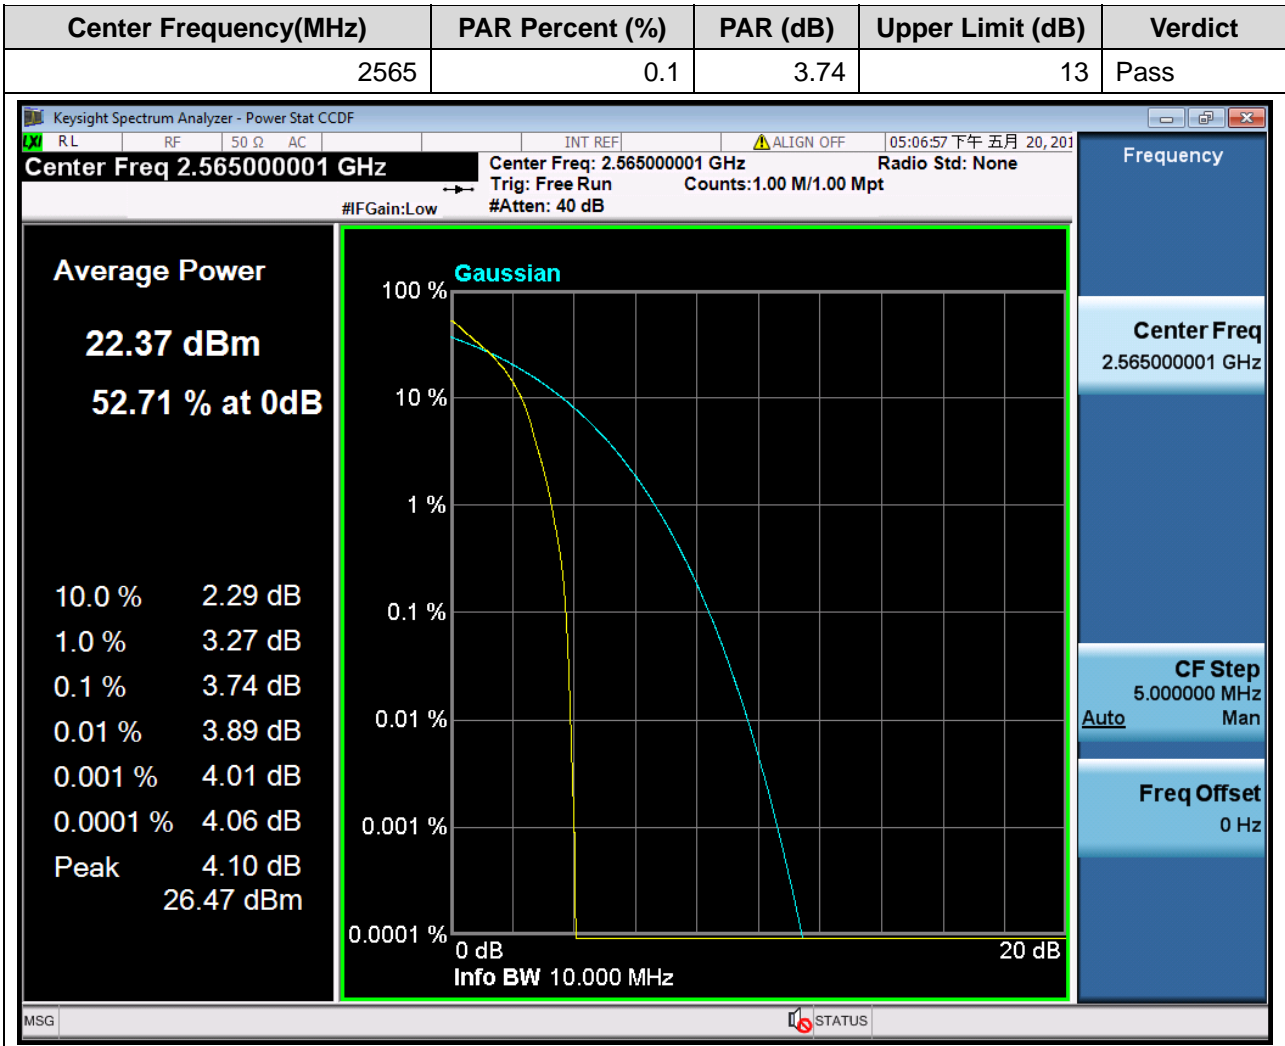 Center Frequency(MHz) PAR Percent (%) PAR (dB) Upper Limit (dB) Verdict
2565 0.1 3.74 13 Pass
Keysight Spectrum Analyzer - Power Stat CCDF
LXI RL RF 50 Ω AC INT REF ALIGN OFF 05:06:57 下午 五月 20, 201
Center Freq 2.565000001 GHz
Center Freq: 2.565000001 GHz Radio Std: None
Trig: Free Run Counts:1.00 M/1.00 Mpt
#IFGain:Low #Atten: 40 dB
Average Power
22.37 dBm
52.71 % at 0dB
10.0 % 2.29 dB
1.0 % 3.27 dB
0.1 % 3.74 dB
0.01 % 3.89 dB
0.001 % 4.01 dB
0.0001 % 4.06 dB
Peak 4.10 dB
26.47 dBm
Gaussian
100 %
10 %
1 %
0.1 %
0.01 %
0.001 %
0.0001 %
0 dB 20 dB
Info BW 10.000 MHz
Frequency
Center Freq
2.565000001 GHz
CF Step
5.000000 MHz
Auto Man
Freq Offset
0 Hz
MSG STATUS